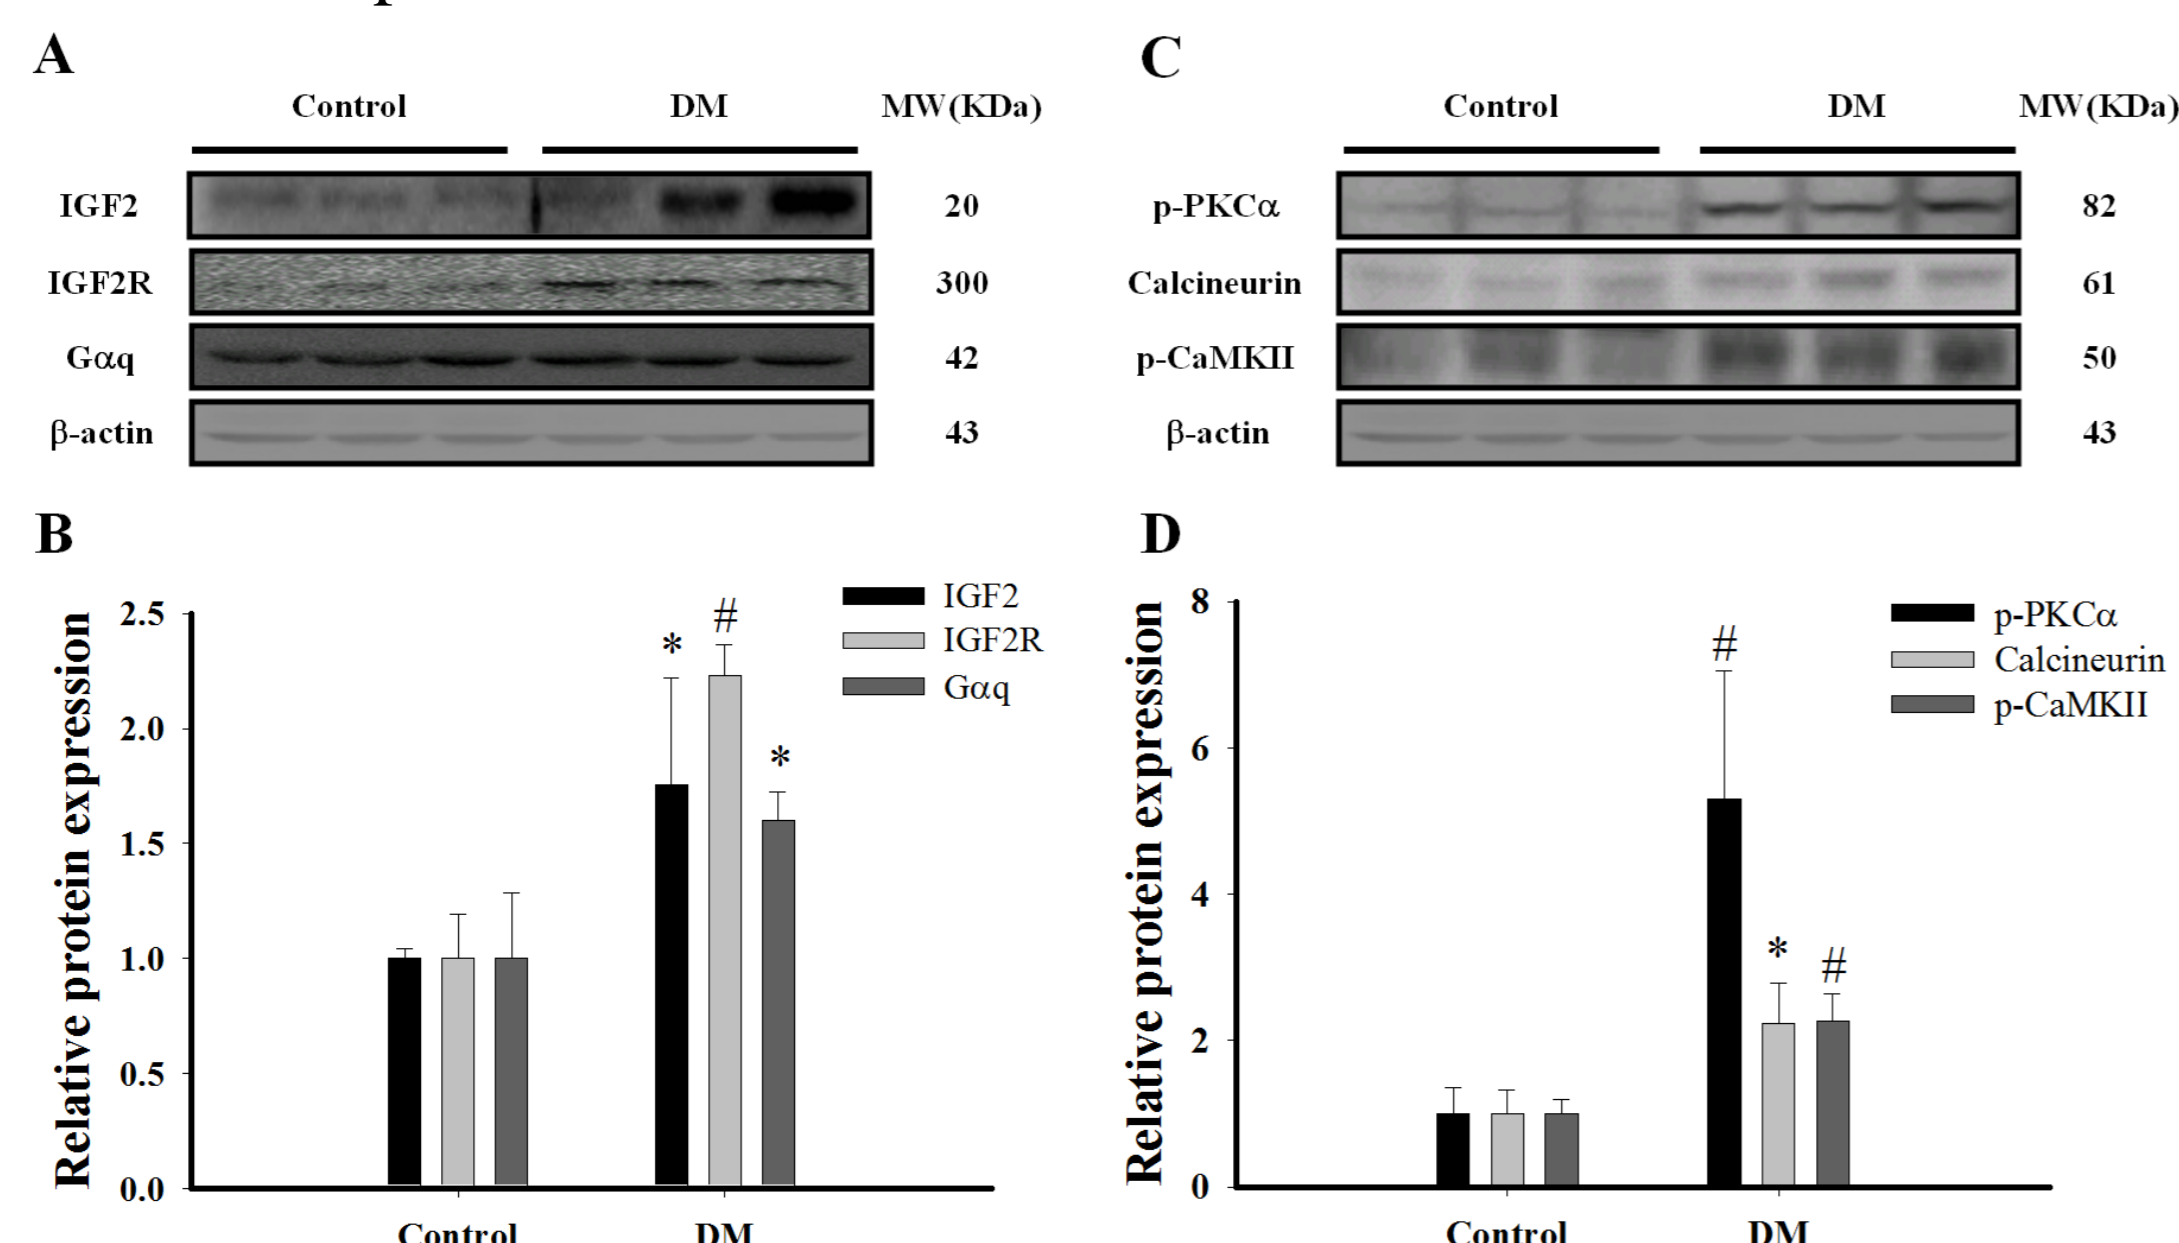 A
Control DM MW(KDa)
IGF2 20
IGF2R 300
Gαq 42
β-actin 43
C
Control DM MW(KDa)
p-PKCα 82
Calcineurin 61
p-CaMKII 50
β-actin 43
B
Relative protein expression
2.5
2.0
1.5
1.0
0.5
0.0
* # *
IGF2
IGF2R
Gαq
Control DM
D
Relative protein expression
8
6
4
2
0
# * #
p-PKCα
Calcineurin
p-CaMKII
Control DM